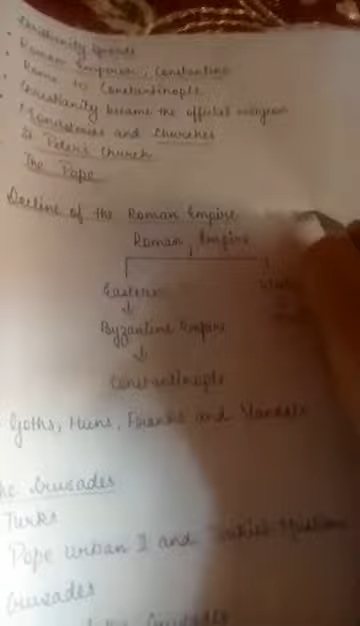 Christianity spreads
Roman Emperor, Constantine
Rome to Constantinople
Christianity became the official religion
Monasteries and Churches
St Peter's Church
The Pope
Decline of the Roman Empire
Roman Empire
Eastern
Byzantine Empire
Constantinople
Goths, Huns, Franks and Vandals
The Crusades
Turks
Pope Urban II and
Crusades
Crusades